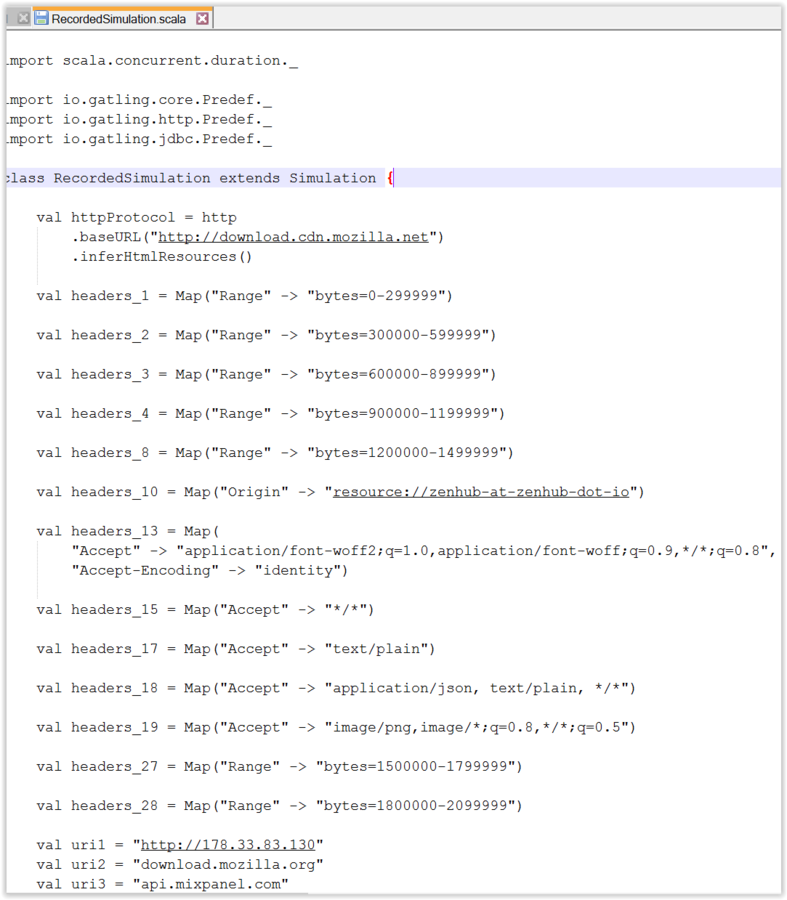 RecordedSimulation.scala
import scala.concurrent.duration._
import io.gatling.core.Predef._
import io.gatling.http.Predef._
import io.gatling.jdbc.Predef._
class RecordedSimulation extends Simulation {
val httpProtocol = http
.baseURL("http://download.cdn.mozilla.net")
.inferHtmlResources()
val headers_1 = Map("Range" -> "bytes=0-299999")
val headers_2 = Map("Range" -> "bytes=300000-599999")
val headers_3 = Map("Range" -> "bytes=600000-899999")
val headers_4 = Map("Range" -> "bytes=900000-1199999")
val headers_8 = Map("Range" -> "bytes=1200000-1499999")
val headers_10 = Map("Origin" -> "resource://zenhub-at-zenhub-dot-io")
val headers_13 = Map(
"Accept" -> "application/font-woff2;q=1.0,application/font-woff;q=0.9,*/*;q=0.8",
"Accept-Encoding" -> "identity")
val headers_15 = Map("Accept" -> "*/*")
val headers_17 = Map("Accept" -> "text/plain")
val headers_18 = Map("Accept" -> "application/json, text/plain, */*")
val headers_19 = Map("Accept" -> "image/png,image/*;q=0.8,*/*;q=0.5")
val headers_27 = Map("Range" -> "bytes=1500000-1799999")
val headers_28 = Map("Range" -> "bytes=1800000-2099999")
val uri1 = "http://178.33.83.130"
val uri2 = "download.mozilla.org"
val uri3 = "api.mixpanel.com"